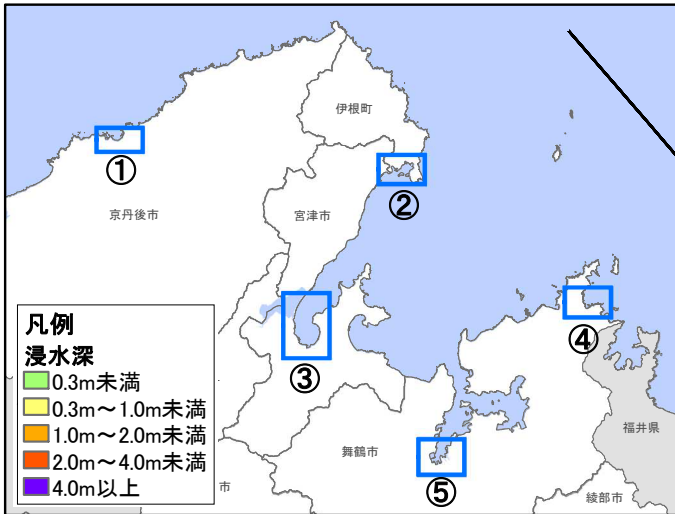 伊根町
①
②
京丹後市
宮津市
③
④
凡例
浸水深
0.3m未満
0.3m～1.0m未満
1.0m～2.0m未満
2.0m～4.0m未満
4.0m以上
市
舞鶴市
⑤
福井県
綾部市